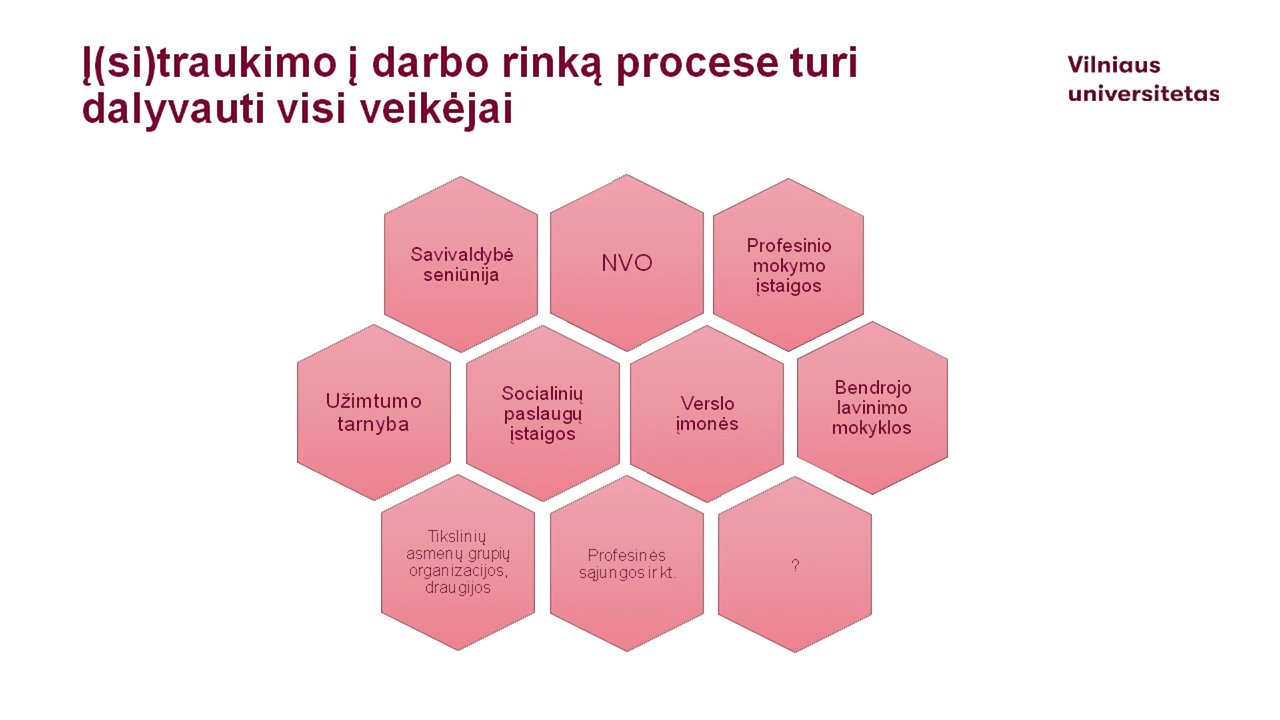 Į(si)traukimo į darbo rinką procese turi
dalyvauti visi veikėjai
Vilniaus
universitetas
Savivaldybė
seniūnija
NVO
Profesinio
mokymo
įstaigos
Užimtumo
tarnyba
Socialinių
paslaugų
įstaigos
Verslo
įmonės
Bendrojo
lavinimo
mokyklos
Tikslinių
asmenų grupių
organizacijos,
draugijos
Profesinės
sąjungos ir kt.
?